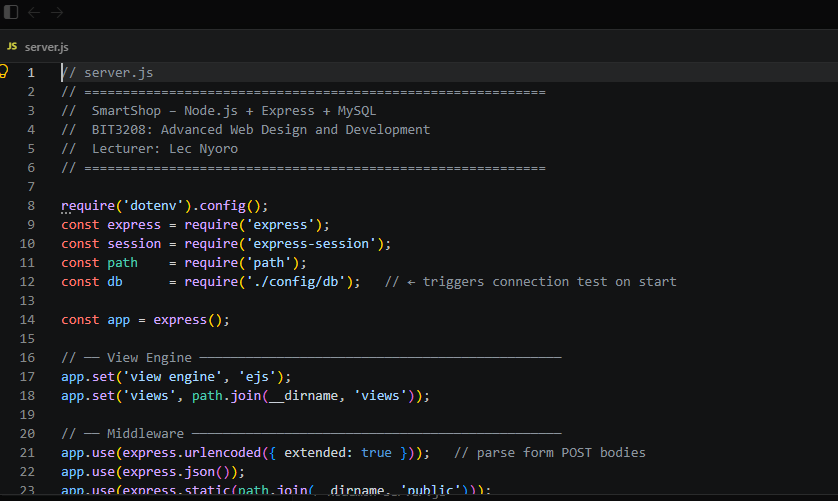 JS server.js
1 // server.js
2 // ============================================================
3 //  SmartShop – Node.js + Express + MySQL
4 //  BIT3208: Advanced Web Design and Development
5 //  Lecturer: Lec Nyoro
6 // ============================================================
7
8 require('dotenv').config();
9 const express = require('express');
10 const session = require('express-session');
11 const path    = require('path');
12 const db      = require('./config/db');   // ← triggers connection test on start
13
14 const app = express();
15
16 // ── View Engine ───────────────────────────────────────────────
17 app.set('view engine', 'ejs');
18 app.set('views', path.join(__dirname, 'views'));
19
20 // ── Middleware ────────────────────────────────────────────────
21 app.use(express.urlencoded({ extended: true }));   // parse form POST bodies
22 app.use(express.json());
23 app.use(express.static(path.join(__dirname, 'public')));